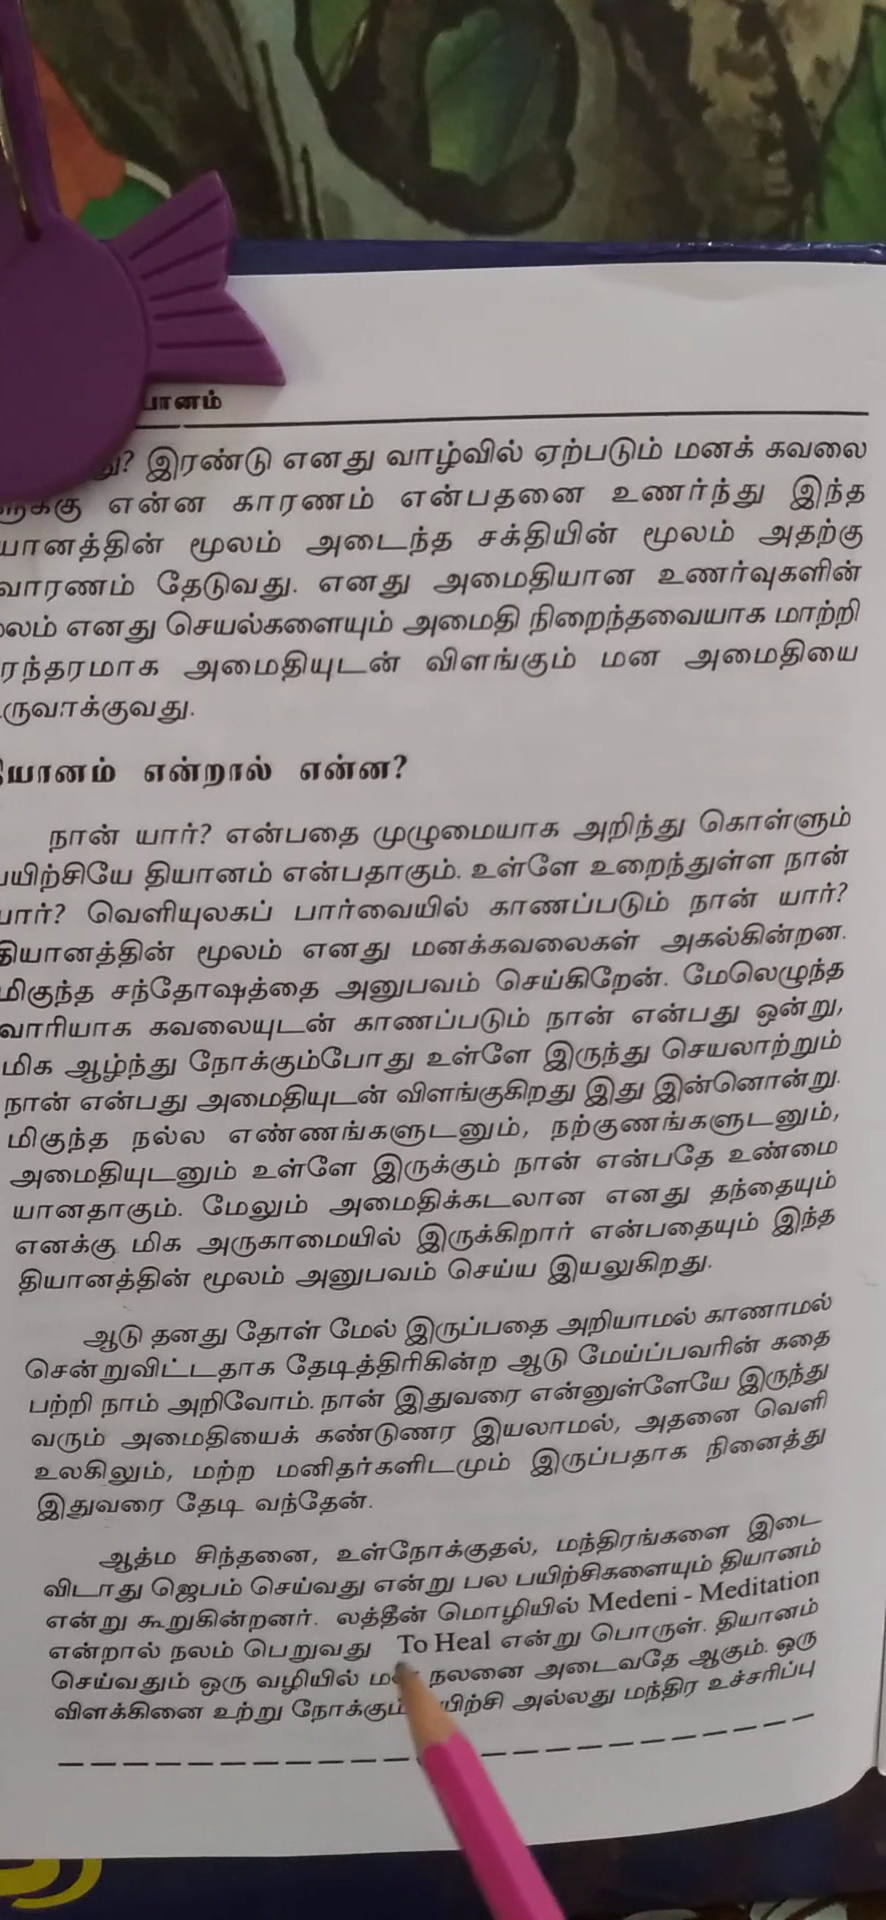 பானம்
து? இரண்டு எனது வாழ்வில் ஏற்படும் மனக் கவலை
ளுக்கு என்ன காரணம் என்பதனை உணர்ந்து இந்த
யானத்தின் மூலம் அடைந்த சக்தியின் மூலம் அதற்கு
வாரணம் தேடுவது. எனது அமைதியான உணர்வுகளின்
லம் எனது செயல்களையும் அமைதி நிறைந்தவையாக மாற்றி
ரந்தரமாக அமைதியுடன் விளங்கும் மன அமைதியை
ருவாக்குவது.
யானம் என்றால் என்ன?
நான் யார்? என்பதை முழுமையாக அறிந்து கொள்ளும்
பயிற்சியே தியானம் என்பதாகும். உள்ளே உறைந்துள்ள நான்
யார்? வெளியுலகப் பார்வையில் காணப்படும் நான் யார்?
தியானத்தின் மூலம் எனது மனக்கவலைகள் அகல்கின்றன.
மிகுந்த சந்தோஷத்தை அனுபவம் செய்கிறேன். மேலெழுந்த
வாரியாக கவலையுடன் காணப்படும் நான் என்பது ஒன்று,
மிக ஆழ்ந்து நோக்கும்போது உள்ளே இருந்து செயலாற்றும்
நான் என்பது அமைதியுடன் விளங்குகிறது இது இன்னொன்று.
மிகுந்த நல்ல எண்ணங்களுடனும், நற்குணங்களுடனும்,
அமைதியுடனும் உள்ளே இருக்கும் நான் என்பதே உண்மை
யானதாகும். மேலும் அமைதிக்கடலான எனது தந்தையும்
எனக்கு மிக அருகாமையில் இருக்கிறார் என்பதையும் இந்த
தியானத்தின் மூலம் அனுபவம் செய்ய இயலுகிறது.
ஆடு தனது தோள் மேல் இருப்பதை அறியாமல் காணாமல்
சென்றுவிட்டதாக தேடித்திரிகின்ற ஆடு மேய்ப்பவரின் கதை
பற்றி நாம் அறிவோம். நான் இதுவரை என்னுள்ளேயே இருந்து
வரும் அமைதியைக் கண்டுணர இயலாமல், அதனை வெளி
உலகிலும், மற்ற மனிதர்களிடமும் இருப்பதாக நினைத்து
இதுவரை தேடி வந்தேன்.
ஆத்ம சிந்தனை, உள்நோக்குதல், மந்திரங்களை இடை
விடாது ஜெபம் செய்வது என்று பல பயிற்சிகளையும் தியானம்
என்று கூறுகின்றனர். லத்தீன் மொழியில் Medeni - Meditation
என்றால் நலம் பெறுவது To Heal என்று பொருள். தியானம்
செய்வதும் ஒரு வழியில் நலனை அடைவதே ஆகும். ஒரு
விளக்கினை உற்று நோக்கும் யிற்சி அல்லது மந்திர உச்சரிப்பு